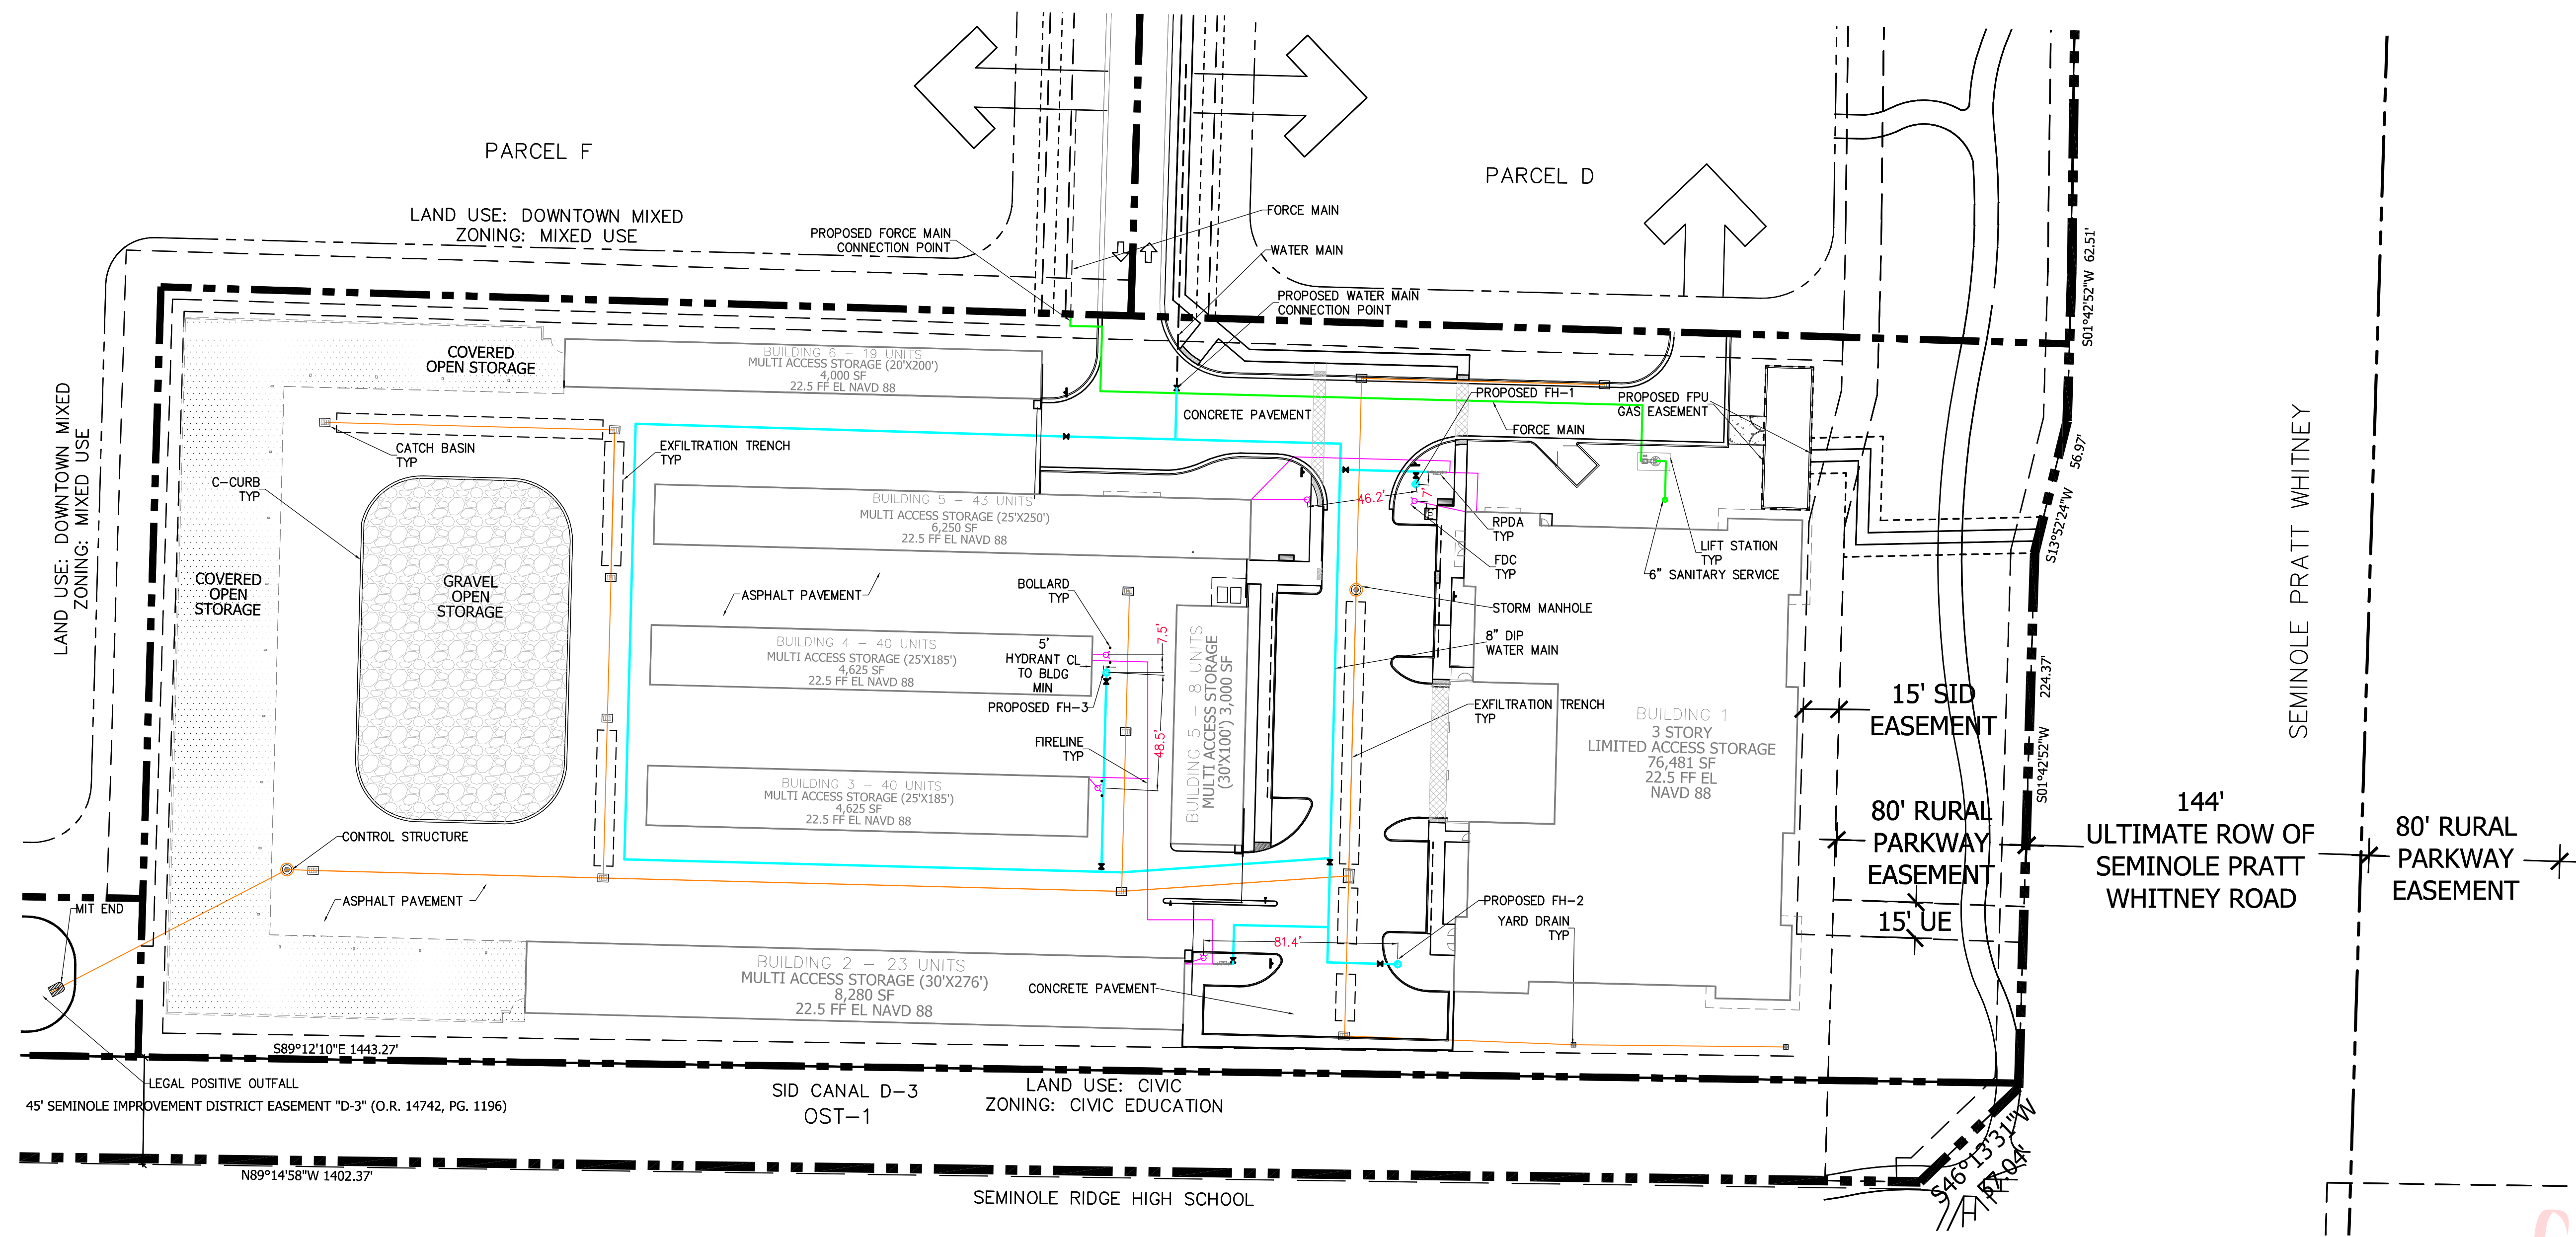 PARCEL F
LAND USE: DOWNTOWN MIXED
ZONING: MIXED USE
PARCEL D
PROPOSED FORCE MAIN
CONNECTION POINT
FORCE MAIN
WATER MAIN
PROPOSED WATER MAIN
CONNECTION POINT
S01°42'52"W 62.51'
LAND USE: DOWNTOWN MIXED
ZONING: MIXED USE
COVERED
OPEN STORAGE
BUILDING 6 - 19 UNITS
MULTI ACCESS STORAGE (20'X200')
4,000 SF
22.5 FF EL NAVD 88
CONCRETE PAVEMENT
PROPOSED FH-1
FORCE MAIN
PROPOSED FPU
GAS EASEMENT
CATCH BASIN
TYP
EXFILTRATION TRENCH
TYP
C-CURB
TYP
56.97'
S13°52'24"W
SEMINOLE PRATT WHITNEY
BUILDING 5 - 43 UNITS
MULTI ACCESS STORAGE (25'X250')
6,250 SF
22.5 FF EL NAVD 88
46.2'
7'
F
RPDA
TYP
FDC
TYP
LIFT STATION
TYP
6" SANITARY SERVICE
COVERED
OPEN
STORAGE
GRAVEL
OPEN
STORAGE
ASPHALT PAVEMENT
BOLLARD
TYP
STORM MANHOLE
8" DIP
WATER MAIN
BUILDING 4 - 40 UNITS
MULTI ACCESS STORAGE (25'X185')
4,625 SF
22.5 FF EL NAVD 88
5'
HYDRANT CL
TO BLDG
MIN
7.5'
PROPOSED FH-3
48.5'
BUILDING 5 - 8 UNITS
MULTI ACCESS STORAGE
(30'X100') 3,000 SF
EXFILTRATION TRENCH
TYP
BUILDING 1
3 STORY
LIMITED ACCESS STORAGE
76,481 SF
22.5 FF EL
NAVD 88
15' SID
EASEMENT
224.37'
S01°42'52"W
FIRELINE
TYP
BUILDING 3 - 40 UNITS
MULTI ACCESS STORAGE (25'X185')
4,625 SF
22.5 FF EL NAVD 88
80' RURAL
PARKWAY
EASEMENT
144'
ULTIMATE ROW OF
SEMINOLE PRATT
WHITNEY ROAD
80' RURAL
PARKWAY
EASEMENT
CONTROL STRUCTURE
ASPHALT PAVEMENT
MIT END
PROPOSED FH-2
YARD DRAIN
TYP
15' UE
81.4'
BUILDING 2 - 23 UNITS
MULTI ACCESS STORAGE (30'X276')
8,280 SF
22.5 FF EL NAVD 88
CONCRETE PAVEMENT
S89°12'10"E 1443.27'
LEGAL POSITIVE OUTFALL
45' SEMINOLE IMPROVEMENT DISTRICT EASEMENT "D-3" (O.R. 14742, PG. 1196)
SID CANAL D-3
OST-1
LAND USE: CIVIC
ZONING: CIVIC EDUCATION
S46°13'31"W
57.04'
N89°14'58"W 1402.37'
SEMINOLE RIDGE HIGH SCHOOL